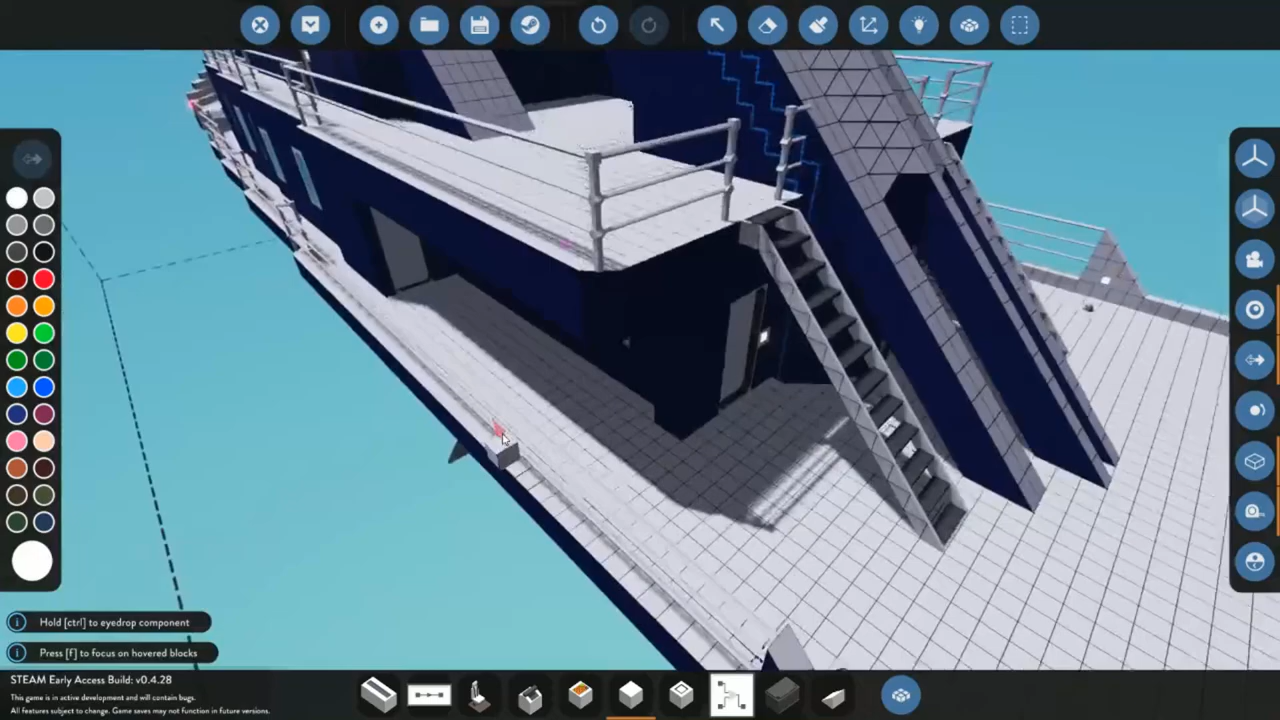 Hold [ctrl] to eyedrop component
Press [f] to focus on hovered blocks
STEAM Early Access Build: v0.4.28
This game is in active development and will contain bugs.
All features subject to change. Game saves may not function in future versions.